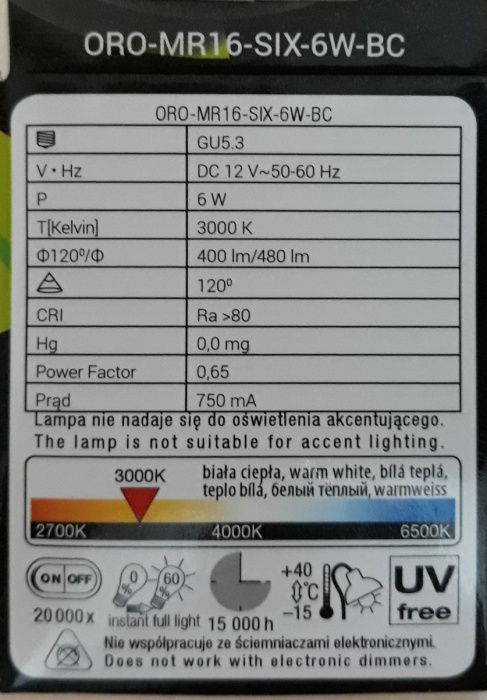 ORO-MR16-SIX-6W-BC
ORO-MR16-SIX-6W-BC
GU5.3
V•Hz DC 12 V~50-60 Hz
P 6 W
T[Kelvin] 3000 K
Φ120⁰/Φ 400 lm/480 lm
120⁰
CRI Ra >80
Hg 0,0 mg
Power Factor 0,65
Prąd 750 mA
Lampa nie nadaje się do oświetlenia akcentującego.
The lamp is not suitable for accent lighting.
3000K biała ciepła, warm white, bílá teplá,
teplo bílá, белый тёплый, warmweiss
2700K 4000K 6500K
ON OFF 0 % 60 % +40 °C -15 UV free
20 000 x instant full light 15 000 h
Nie współpracuje ze ściemniaczami elektronicznymi.
Does not work with electronic dimmers.